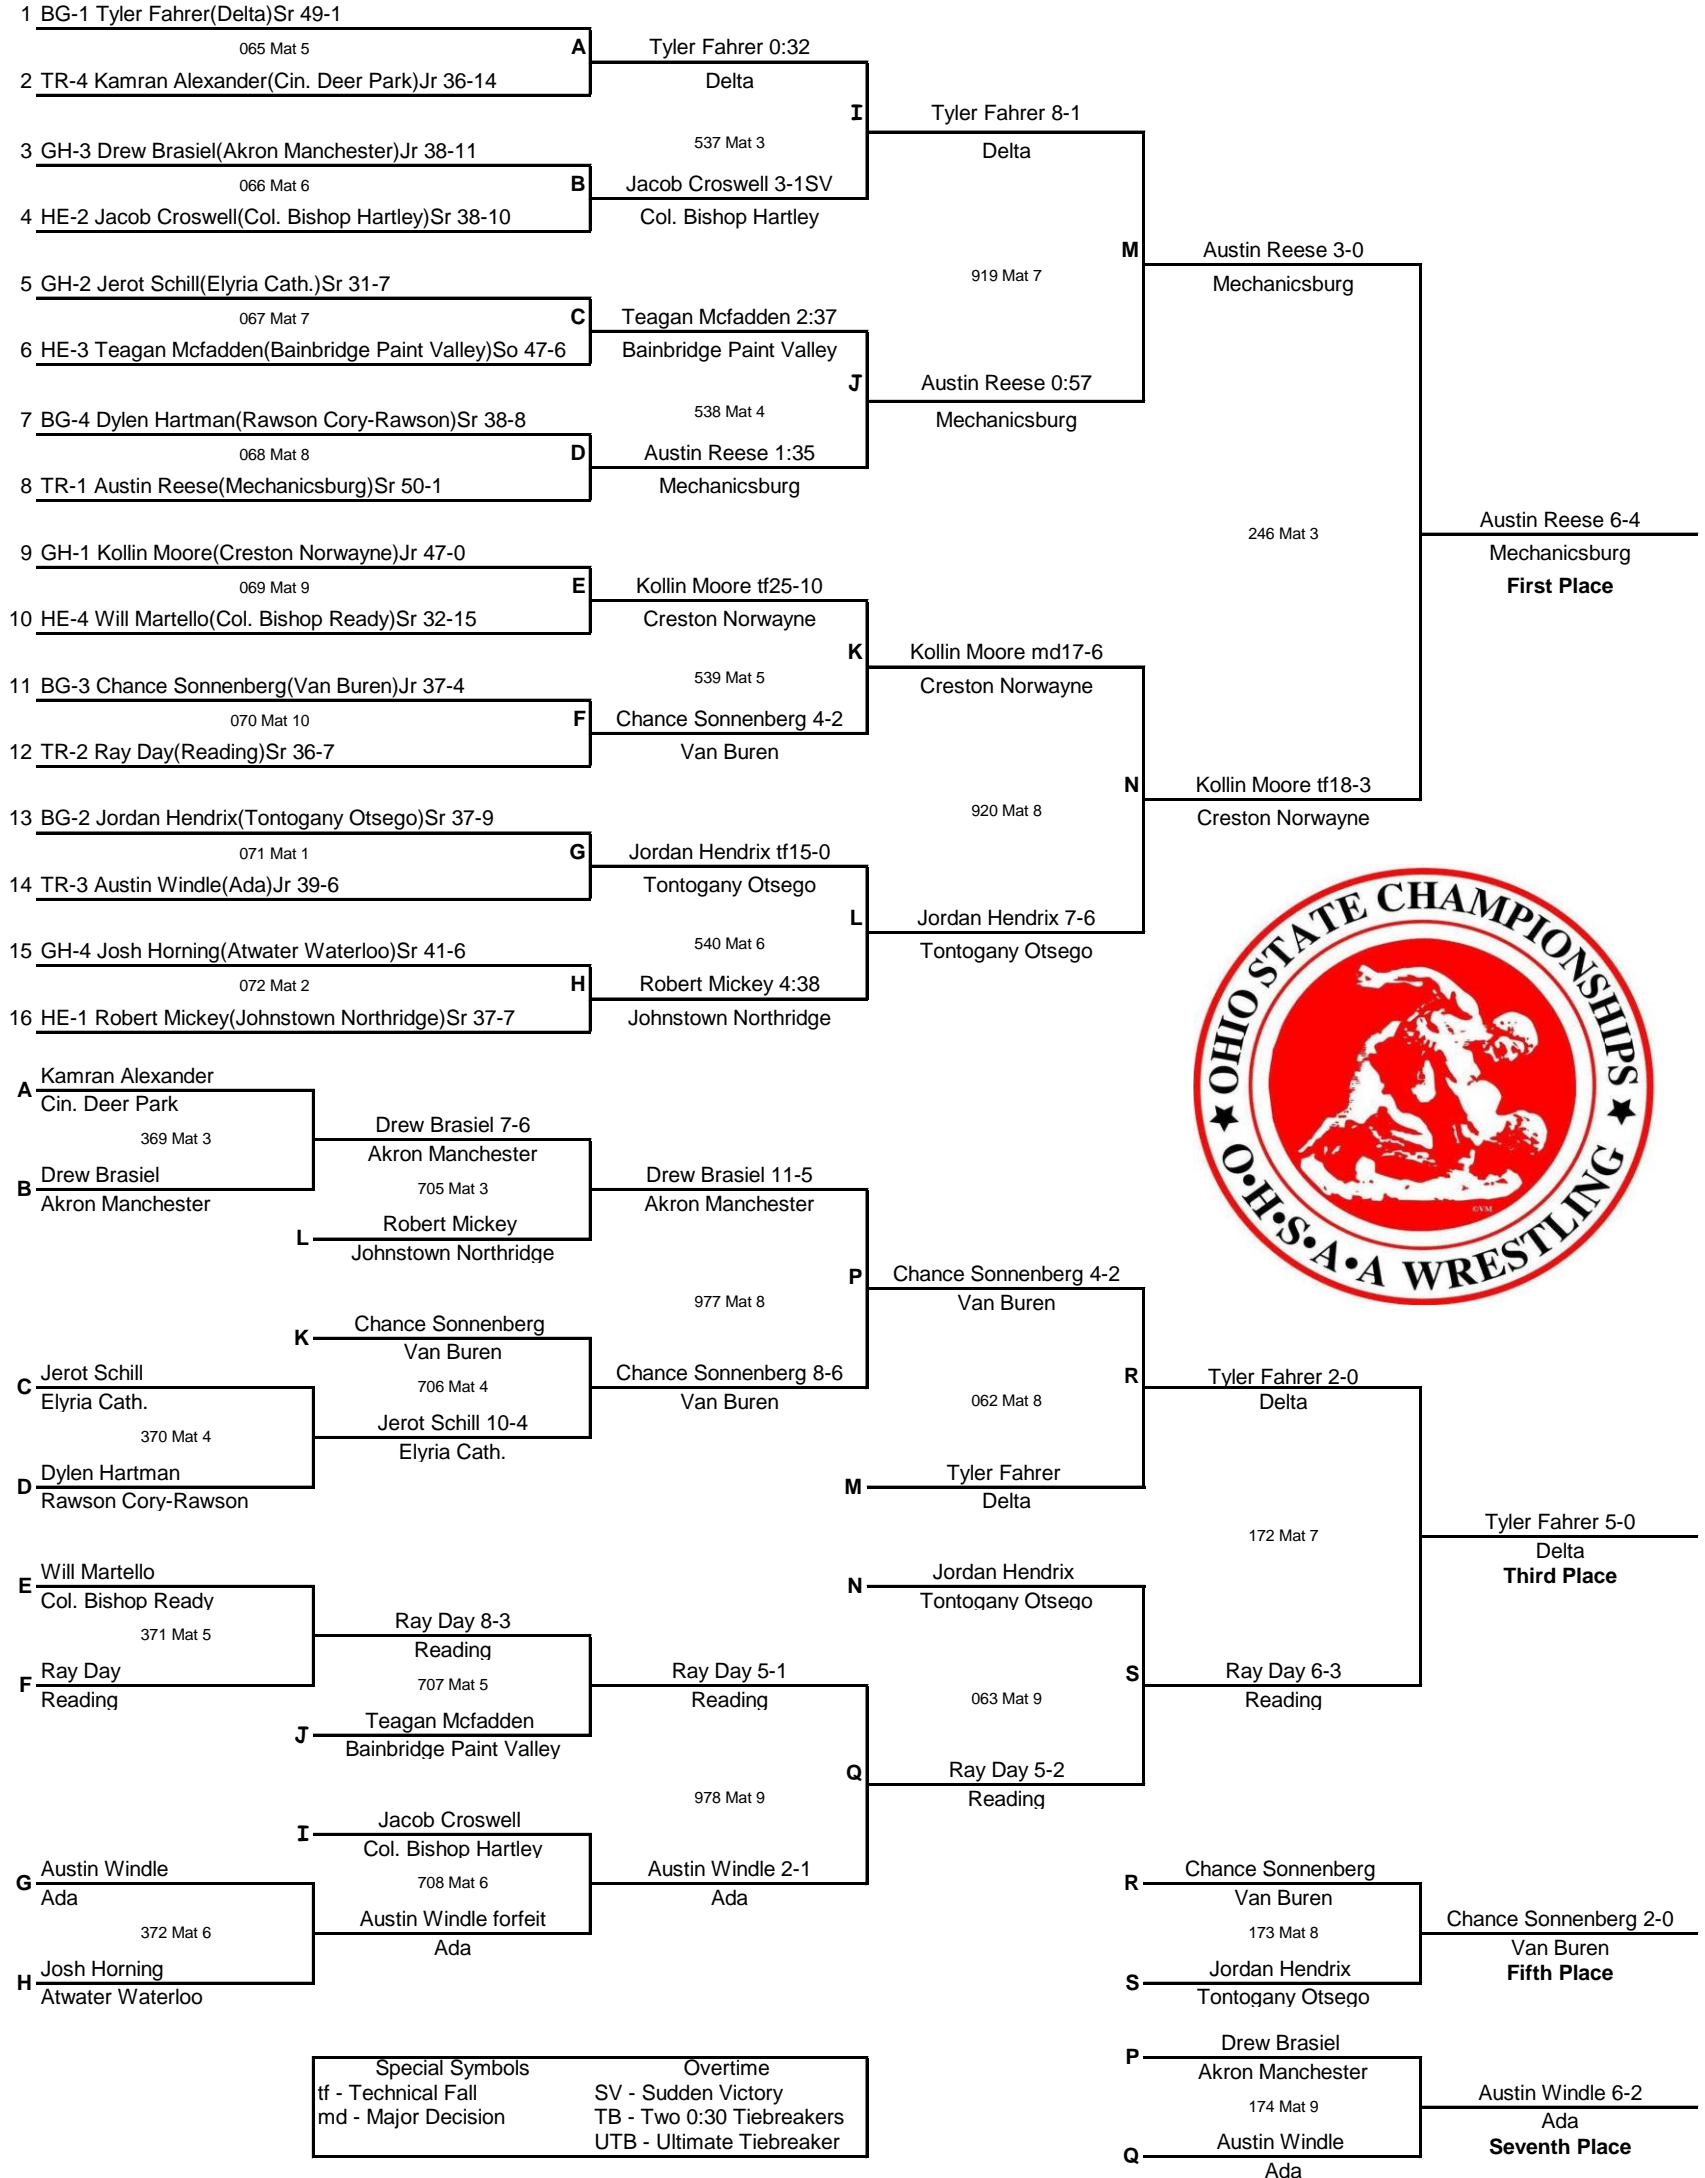 1 BG-1 Tyler Fahrer(Delta)Sr 49-1
065 Mat 5
A
2 TR-4 Kamran Alexander(Cin. Deer Park)Jr 36-14
Tyler Fahrer 0:32
Delta
I
537 Mat 3
3 GH-3 Drew Brasiel(Akron Manchester)Jr 38-11
066 Mat 6
B
4 HE-2 Jacob Croswell(Col. Bishop Hartley)Sr 38-10
Jacob Croswell 3-1SV
Col. Bishop Hartley
Tyler Fahrer 8-1
Delta
M
919 Mat 7
5 GH-2 Jerot Schill(Elyria Cath.)Sr 31-7
067 Mat 7
C
6 HE-3 Teagan Mcfadden(Bainbridge Paint Valley)So 47-6
Teagan Mcfadden 2:37
Bainbridge Paint Valley
J
538 Mat 4
7 BG-4 Dylen Hartman(Rawson Cory-Rawson)Sr 38-8
068 Mat 8
D
8 TR-1 Austin Reese(Mechanicsburg)Sr 50-1
Austin Reese 1:35
Mechanicsburg
Austin Reese 0:57
Mechanicsburg
Austin Reese 3-0
Mechanicsburg
246 Mat 3
Austin Reese 6-4
Mechanicsburg
First Place
9 GH-1 Kollin Moore(Creston Norwayne)Jr 47-0
069 Mat 9
E
10 HE-4 Will Martello(Col. Bishop Ready)Sr 32-15
Kollin Moore tf25-10
Creston Norwayne
K
539 Mat 5
11 BG-3 Chance Sonnenberg(Van Buren)Jr 37-4
070 Mat 10
F
12 TR-2 Ray Day(Reading)Sr 36-7
Chance Sonnenberg 4-2
Van Buren
Kollin Moore md17-6
Creston Norwayne
N
920 Mat 8
Kollin Moore tf18-3
Creston Norwayne
13 BG-2 Jordan Hendrix(Tontogany Otsego)Sr 37-9
071 Mat 1
G
14 TR-3 Austin Windle(Ada)Jr 39-6
Jordan Hendrix tf15-0
Tontogany Otsego
L
540 Mat 6
15 GH-4 Josh Horning(Atwater Waterloo)Sr 41-6
072 Mat 2
H
16 HE-1 Robert Mickey(Johnstown Northridge)Sr 37-7
Robert Mickey 4:38
Johnstown Northridge
Jordan Hendrix 7-6
Tontogany Otsego
★ OHIO STATE CHAMPIONSHIPS ★
O•H•S•A•A WRESTLING
©VM
A
Kamran Alexander
Cin. Deer Park
369 Mat 3
B
Drew Brasiel
Akron Manchester
Drew Brasiel 7-6
Akron Manchester
705 Mat 3
L
Robert Mickey
Johnstown Northridge
Drew Brasiel 11-5
Akron Manchester
P
977 Mat 8
K
Chance Sonnenberg
Van Buren
706 Mat 4
C
Jerot Schill
Elyria Cath.
370 Mat 4
D
Dylen Hartman
Rawson Cory-Rawson
Jerot Schill 10-4
Elyria Cath.
Chance Sonnenberg 8-6
Van Buren
Chance Sonnenberg 4-2
Van Buren
R
062 Mat 8
M
Tyler Fahrer
Delta
Tyler Fahrer 2-0
Delta
172 Mat 7
Tyler Fahrer 5-0
Delta
Third Place
E
Will Martello
Col. Bishop Ready
371 Mat 5
F
Ray Day
Reading
Ray Day 8-3
Reading
707 Mat 5
J
Teagan Mcfadden
Bainbridge Paint Valley
Ray Day 5-1
Reading
Q
978 Mat 9
N
Jordan Hendrix
Tontogany Otsego
S
063 Mat 9
Ray Day 5-2
Reading
Ray Day 6-3
Reading
I
Jacob Croswell
Col. Bishop Hartley
708 Mat 6
G
Austin Windle
Ada
372 Mat 6
H
Josh Horning
Atwater Waterloo
Austin Windle forfeit
Ada
Austin Windle 2-1
Ada
R
Chance Sonnenberg
Van Buren
173 Mat 8
S
Jordan Hendrix
Tontogany Otsego
Chance Sonnenberg 2-0
Van Buren
Fifth Place
P
Drew Brasiel
Akron Manchester
174 Mat 9
Q
Austin Windle
Ada
Austin Windle 6-2
Ada
Seventh Place
Special Symbols
tf - Technical Fall
md - Major Decision
Overtime
SV - Sudden Victory
TB - Two 0:30 Tiebreakers
UTB - Ultimate Tiebreaker